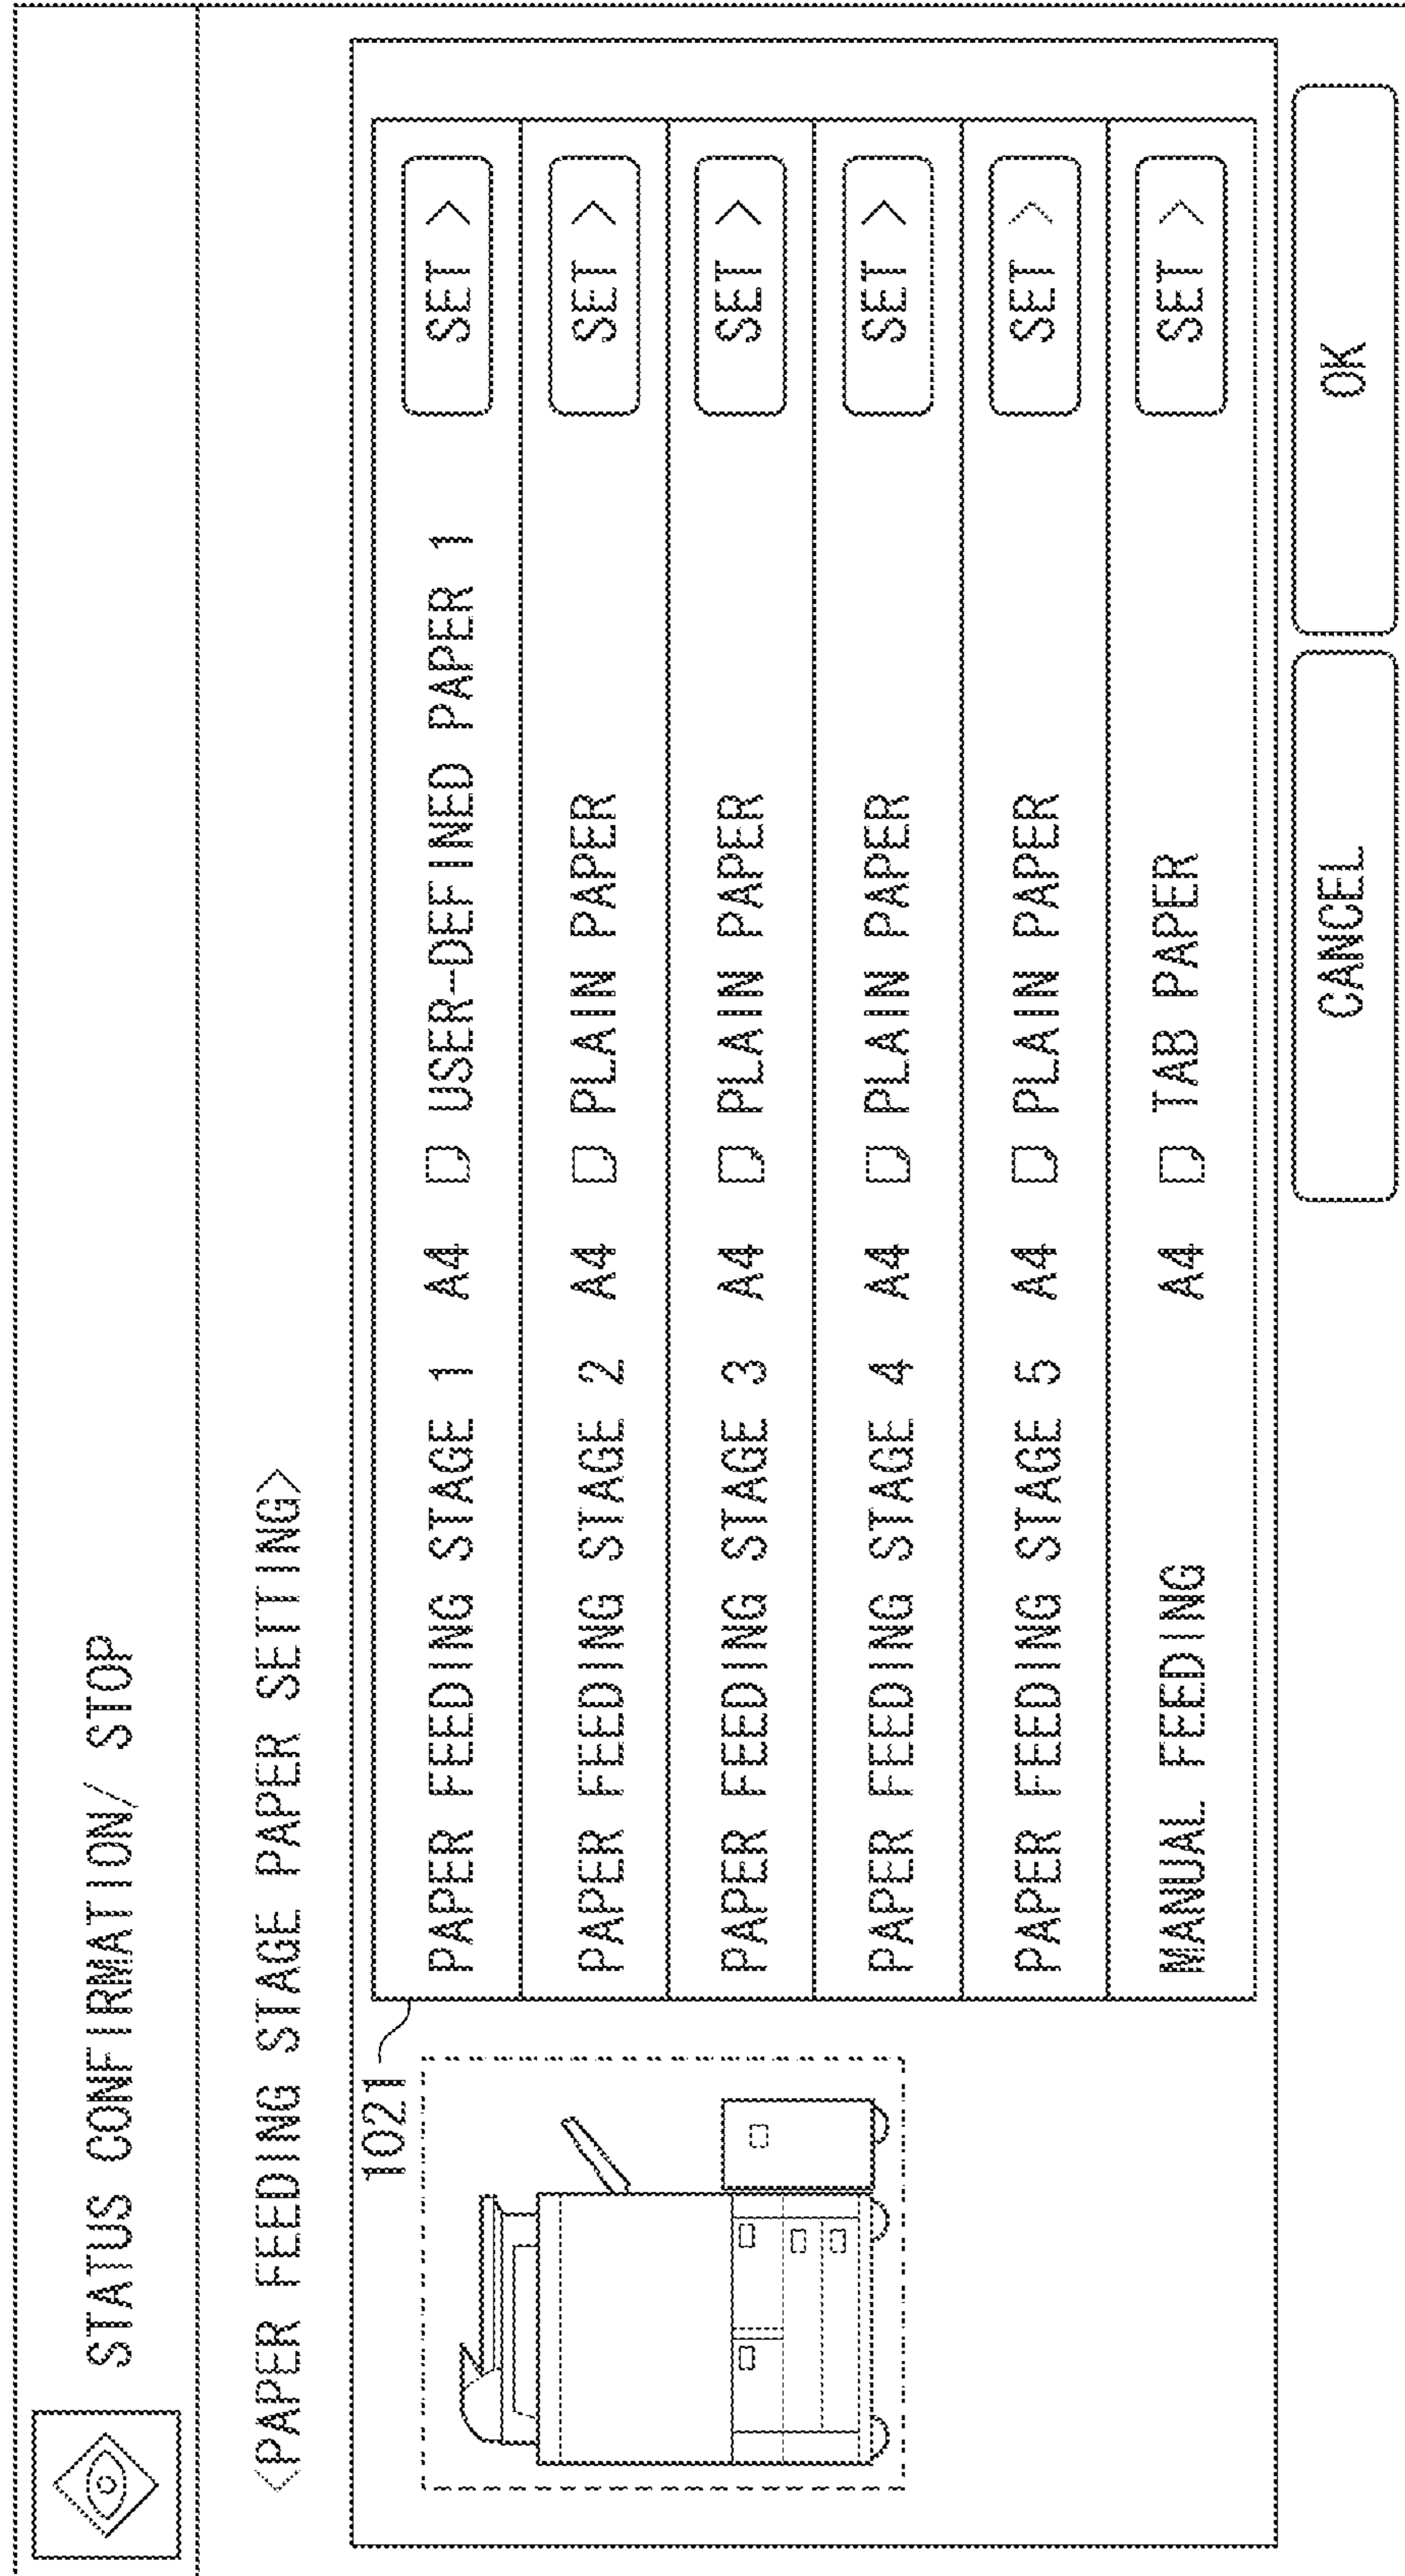 STATUS CONFIRMATION/ STOP
<PAPER FEEDING STAGE PAPER SETTING>
1021
PAPER FEEDING STAGE 1 A4 USER-DEFINED PAPER 1 SET >
PAPER FEEDING STAGE 2 A4 PLAIN PAPER SET >
PAPER FEEDING STAGE 3 A4 PLAIN PAPER SET >
PAPER FEEDING STAGE 4 A4 PLAIN PAPER SET >
PAPER FEEDING STAGE 5 A4 PLAIN PAPER SET >
MANUAL FEEDING A4 TAB PAPER SET >
CANCEL OK